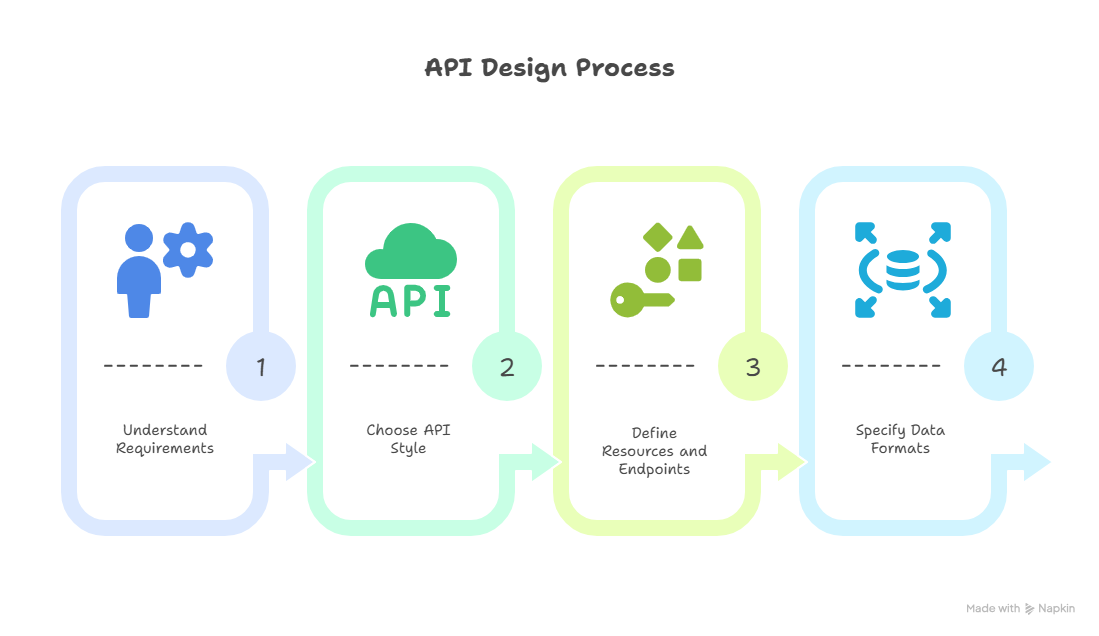 API Design Process
API
1
2
3
4
Understand
Requirements
Choose API
Style
Define
Resources and
Endpoints
Specify Data
Formats
Made with Napkin